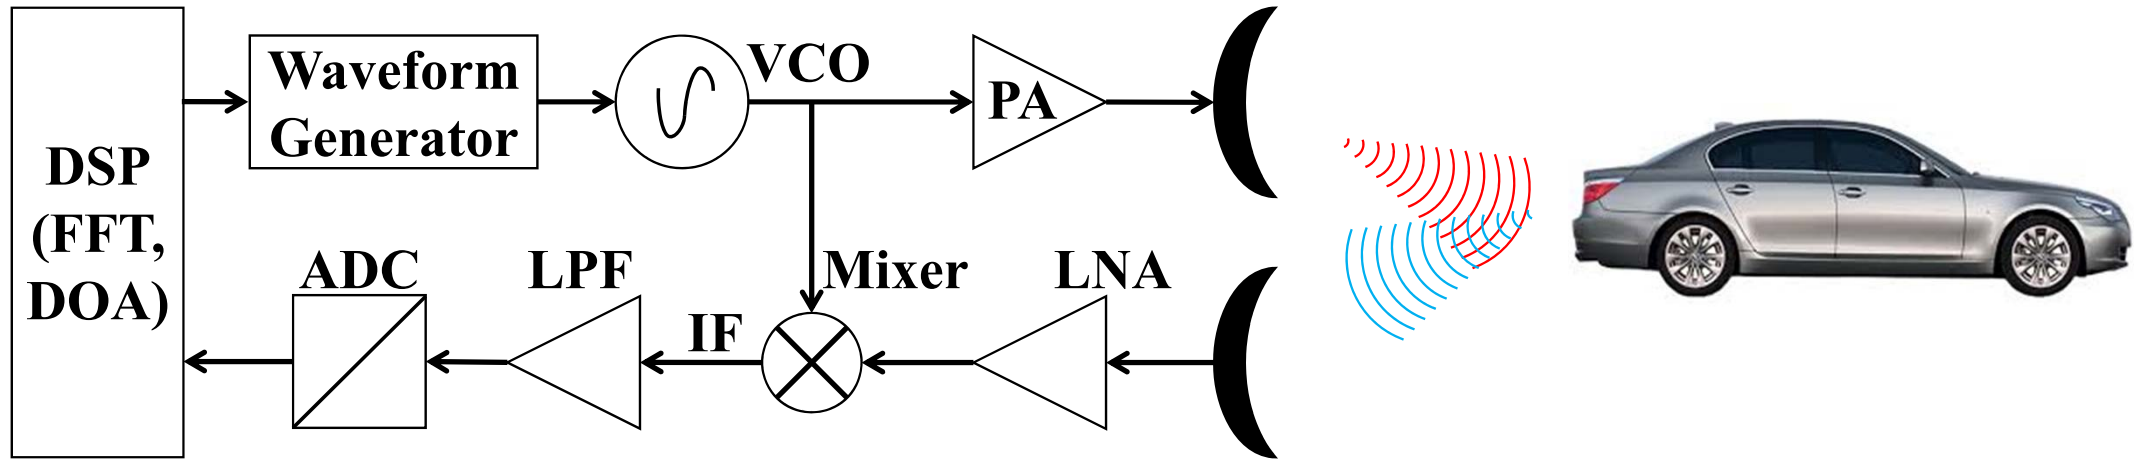 DSP
(FFT,
DOA)
Waveform
Generator
VCO
PA
ADC
LPF
IF
Mixer
LNA